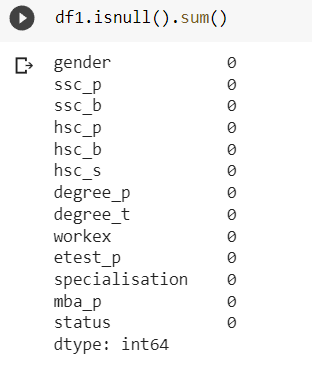 df1.isnull().sum()
gender 0
ssc_p 0
ssc_b 0
hsc_p 0
hsc_b 0
hsc_s 0
degree_p 0
degree_t 0
workex 0
etest_p 0
specialisation 0
mba_p 0
status 0
dtype: int64